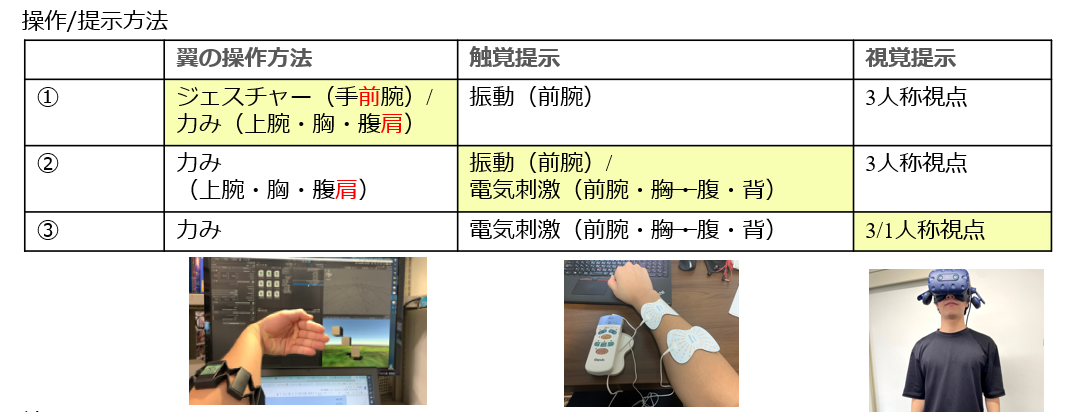 操作/提示方法
翼の操作方法 触覚提示 視覚提示
① ジェスチャー（手前腕）/ 振動（前腕） 3人称視点
力み（上腕・胸・腹肩）
② 力み 振動（前腕）/ 3人称視点
（上腕・胸・腹肩） 電気刺激（前腕・胸・腹・背）
③ 力み 電気刺激（前腕・胸・腹・背） 3/1人称視点